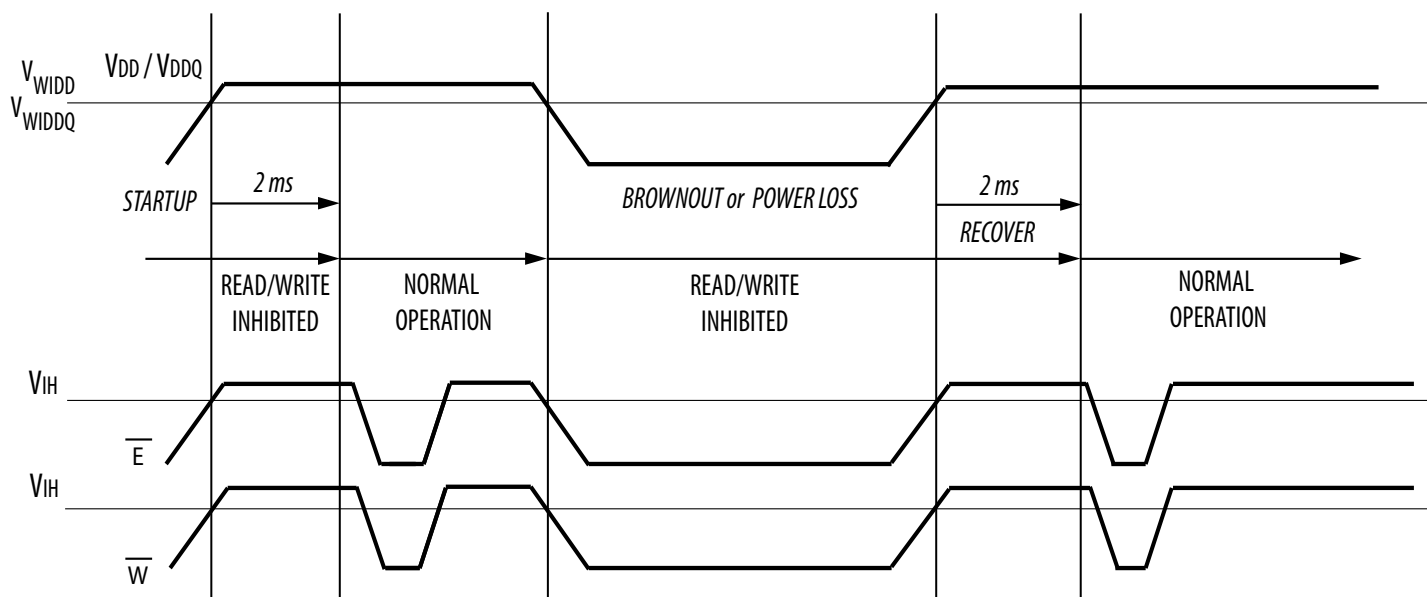 VDD / VDDQ
VWIDD
VWIDDQ
STARTUP
2 ms
BROWNOUT or POWER LOSS
2 ms
RECOVER
READ/WRITE
INHIBITED
NORMAL
OPERATION
READ/WRITE
INHIBITED
NORMAL
OPERATION
VIH
E
VIH
W